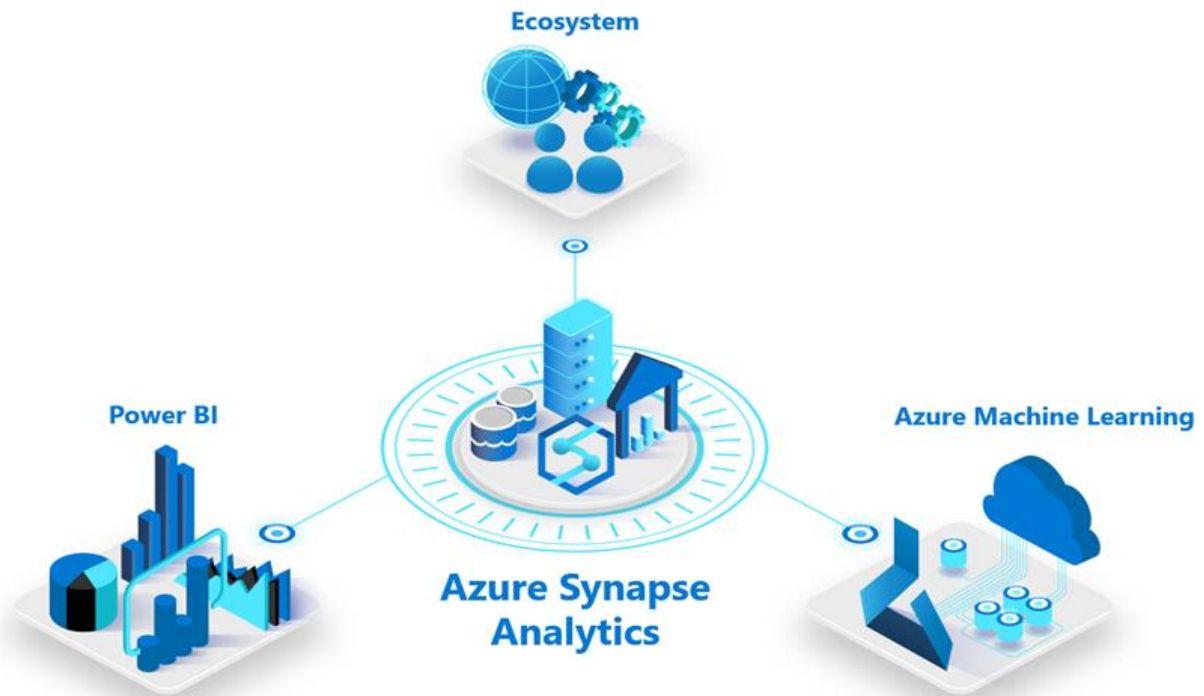 Ecosystem
Power BI
Azure Machine Learning
Azure Synapse
Analytics